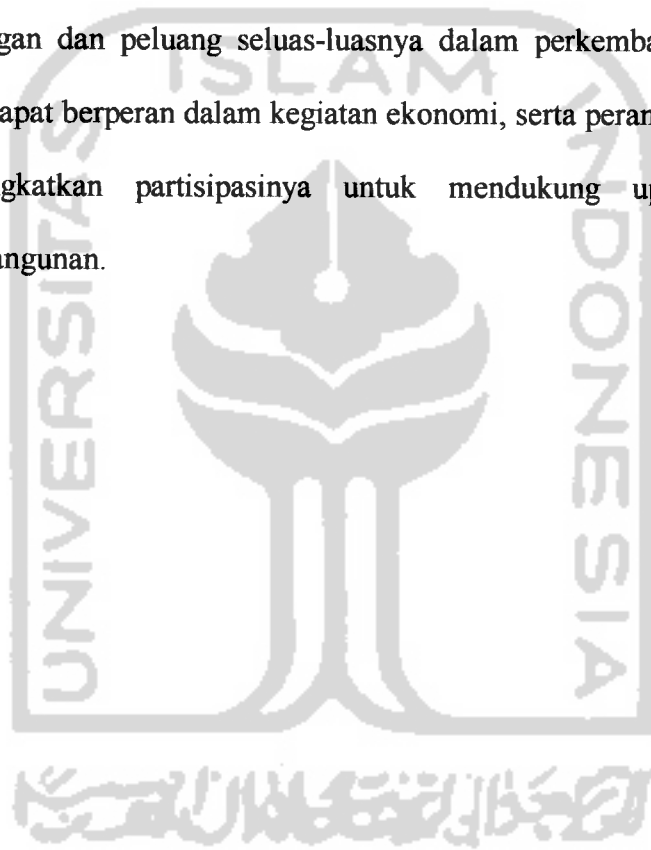 gan dan peluang seluas-luasnya dalam perkemba
apat berperan dalam kegiatan ekonomi, serta peran
gkatkan partisipasinya untuk mendukung up
angunan.
ISLAM
UNIVERSITAS
INDONESIA